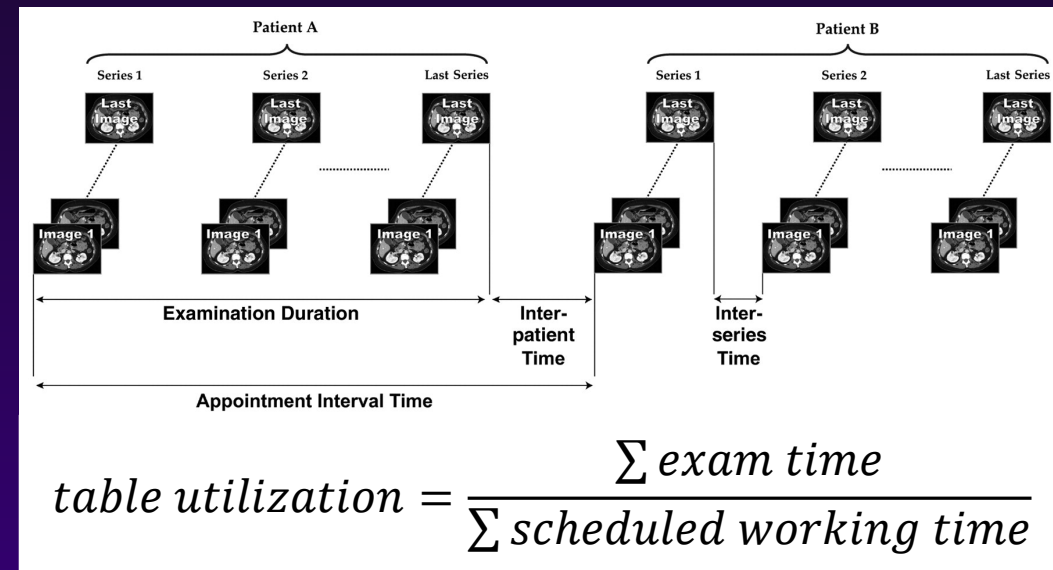 Patient A
Patient B
Series 1
Series 2
Last Series
Series 1
Series 2
Last Series
Last
Image
Last
Image
Last
Image
Last
Image
Last
Image
Last
Image
Image 1
Image 1
Image 1
Image 1
Image 1
Image 1
Examination Duration
Inter-
patient
Time
Inter-
series
Time
Appointment Interval Time
table utilization = ∑ exam time / ∑ scheduled working time